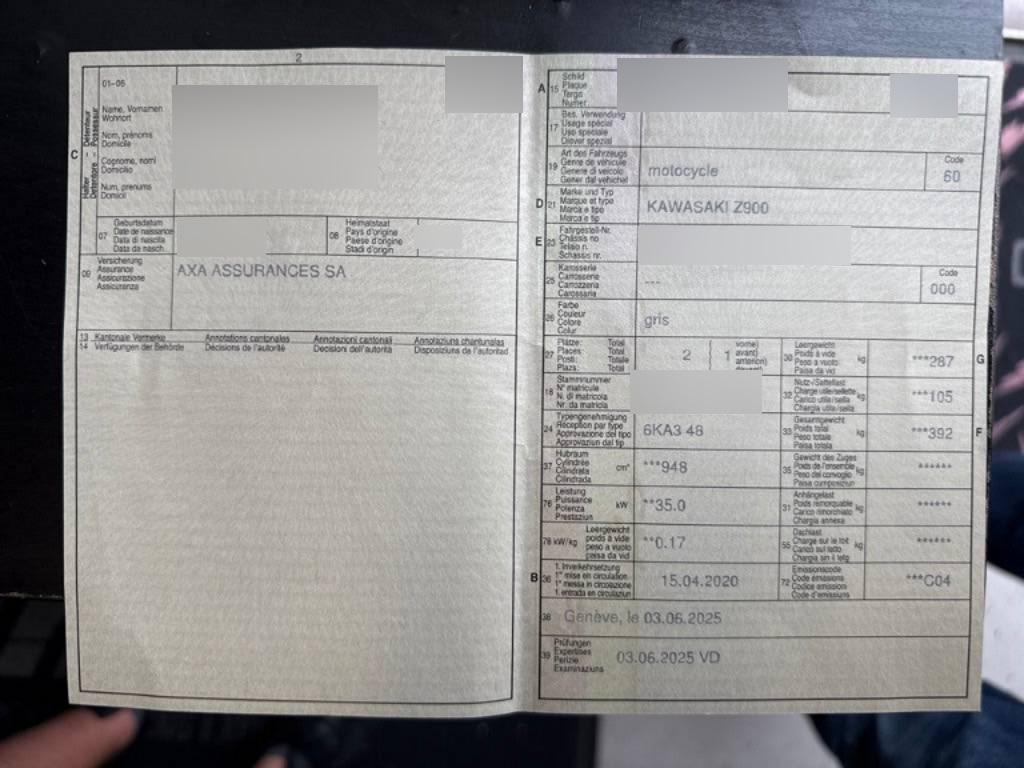 2
01–06
Name, Vornamen
Wohnort
Nom, prénoms
Domicile
Cognome, nomi
Domicilio
Num, prenums
Domicil
C
Halter - Détenteur
Detentore - Possessur
07
Geburtsdatum
Date de naissance
Data di nascita
Data da nasch.
08
Heimatstaat
Pays d'origine
Paese d'origine
Stadi d'origin
09
Versicherung
Assurance
Assicurazione
Assicuranza
AXA ASSURANCES SA
13 Kantonale Vermerke Annotations cantonales Annotazioni cantonali Annotaziuns chantunalas
14 Verfügungen der Behörde Décisions de l'autorité Decisioni dell'autorità Disposiziuns da l'autoritad
A
15
Schild
Plaque
Targa
Numer
17
Bes. Verwendung
Usage spécial
Uso speciale
Diever spezial
19
Art des Fahrzeugs
Genre de véhicule
Genere di veicolo
Gener dal vehichel
motocycle
Code
60
D
21
Marke und Typ
Marque et type
Marca e tipo
Marca e tip
KAWASAKI Z900
E
23
Fahrgestell-Nr.
Châssis no
Telaio n.
Schassis nr.
25
Karosserie
Carrosserie
Carrozzeria
Carossaria
---
Code
000
26
Farbe
Couleur
Colore
Colur
gris
27
Plätze: Total
Places: Total
Posti: Totale
Plazs: Total
2
1
vorne)
avant)
anteriori)
30
Leergewicht
Poids à vide
Peso a vuoto
Paisa da vid
kg
***287
G
18
Stammnummer
N° matricule
N. di matricola
Nr. da matricla
32
Nutz-/Sattellast
Charge utile/sellette
Carico utile/sella
Chargia utila/sella
kg
***105
24
Typengenehmigung
Réception par type
Approvazione del tipo
Approvaziun dal tip
6KA3 48
33
Gesamtgewicht
Poids total
Peso totale
Paisa totala
kg
***392
F
37
Hubraum
Cylindrée
Cilindrata
Cilindrada
cm³
***948
35
Gewicht des Zuges
Poids de l'ensemble
Peso del convoglio
Paisa cumposiziun
kg
******
76
Leistung
Puissance
Potenza
Prestaziun
kW
**35.0
31
Anhängelast
Poids remorquable
Carico rimorchiato
Chargia annexa
kg
******
78 kW/kg
Leergewicht
poids à vide
peso a vuoto
paisa da vid
**0.17
55
Dachlast
Charge sur le toit
Carico sul tetto
Chargia sin il tetg
kg
******
B
36
1. Inverkehrsetzung
1re mise en circulation
1a messa in circolazione
1. entrada en circulaziun
15.04.2020
72
Emissionscode
Code émissions
Codice emissioni
Code d'emissiuns
***C04
38
Genève, le 03.06.2025
39
Prüfungen
Expertises
Perizie
Examinaziuns
03.06.2025 VD